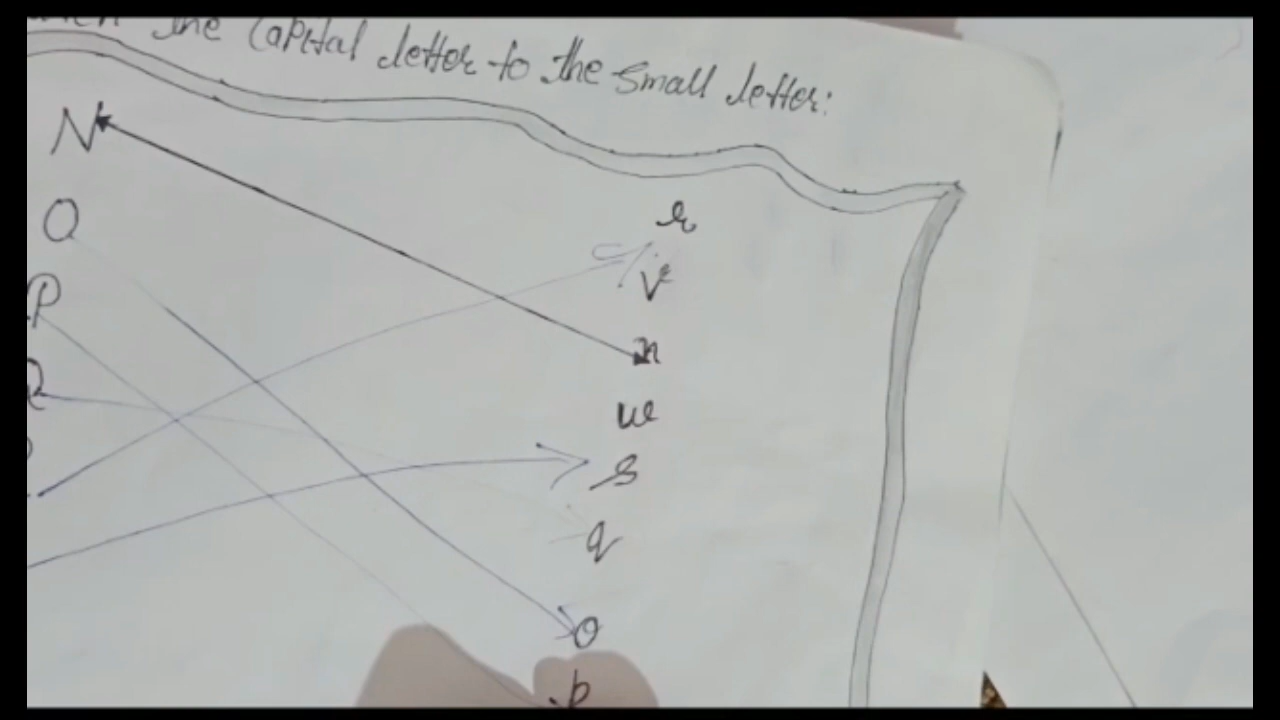 the Capital letter to the small letter:
N
r
O
v
P
n
Q
w
s
q
o
p